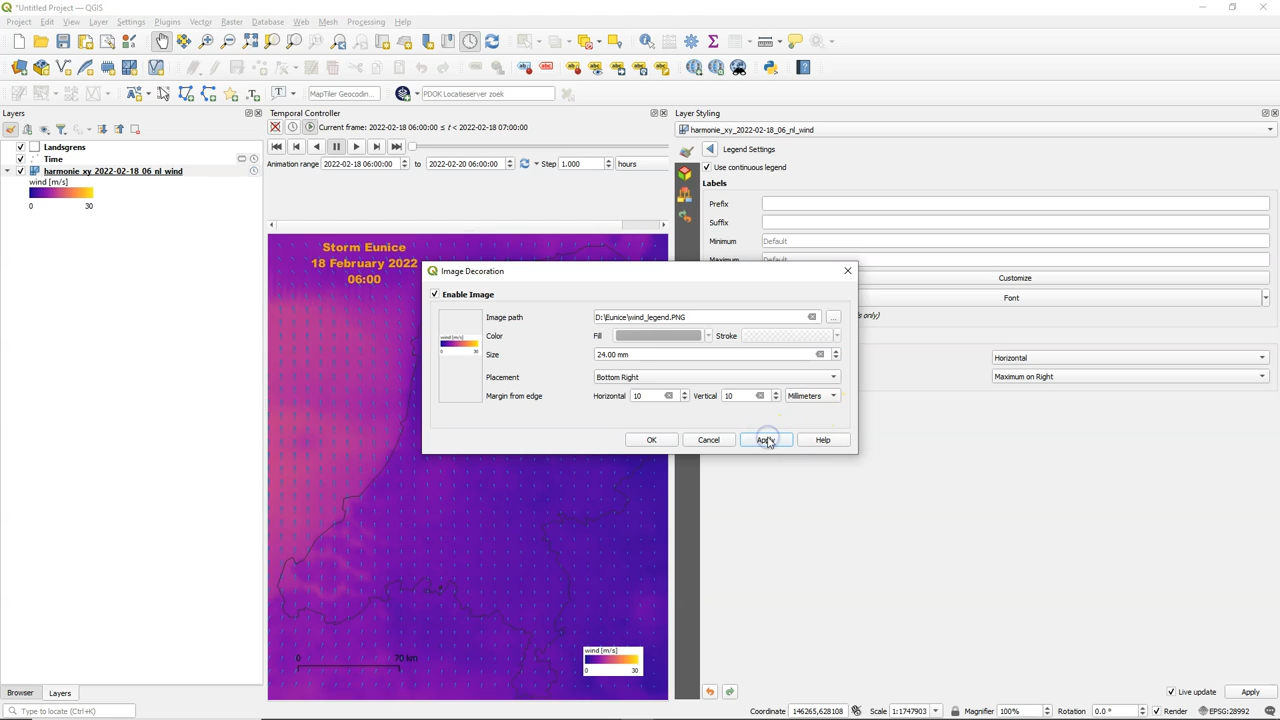 *Untitled Project — QGIS
Project Edit View Layer Settings Plugins Vector Raster Database Web Mesh Processing Help
MapTiler Geocodin... PDOK Locatieserver zoek
Layers
Landsgrens
Time
harmonie_xy_2022-02-18_06_nl_wind
wind [m/s]
0 30
Browser Layers
Type to locate (Ctrl+K)
Temporal Controller
Current frame: 2022-02-18 06:00:00 ≤ t < 2022-02-18 07:00:00
Animation range 2022-02-18 06:00:00 to 2022-02-20 06:00:00 Step 1.000 hours
Storm Eunice
18 February 2022
06:00
0 70 km
wind [m/s]
0 30
Image Decoration
Enable Image
wind [m/s]
0 30
Image path D:\Eunice\wind_legend.PNG ...
Color Fill Stroke
Size 24.00 mm
Placement Bottom Right
Margin from edge Horizontal 10 Vertical 10 Millimeters
OK Cancel Apply Help
Layer Styling
harmonie_xy_2022-02-18_06_nl_wind
Legend Settings
Use continuous legend
Labels
Prefix
Suffix
Minimum Default
Maximum Default
Customize
Font
s only)
Horizontal
Maximum on Right
Live update Apply
Coordinate 146265,628108 Scale 1:1747903 Magnifier 100% Rotation 0.0 ° Render EPSG:28992